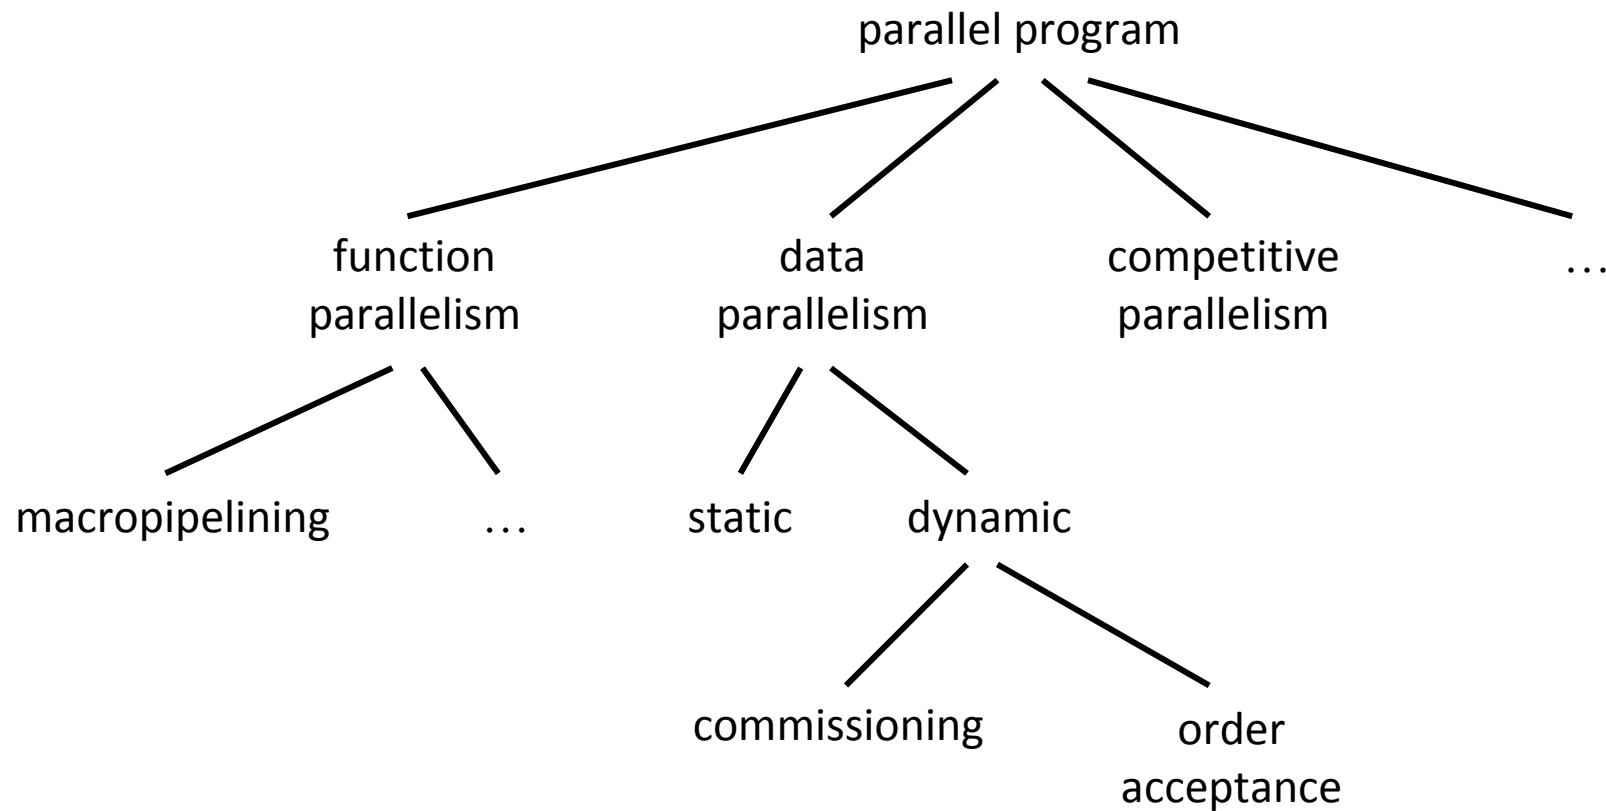 parallel program
function
parallelism
data
parallelism
competitive
parallelism
…
macropipelining
…
static
dynamic
commissioning
order
acceptance